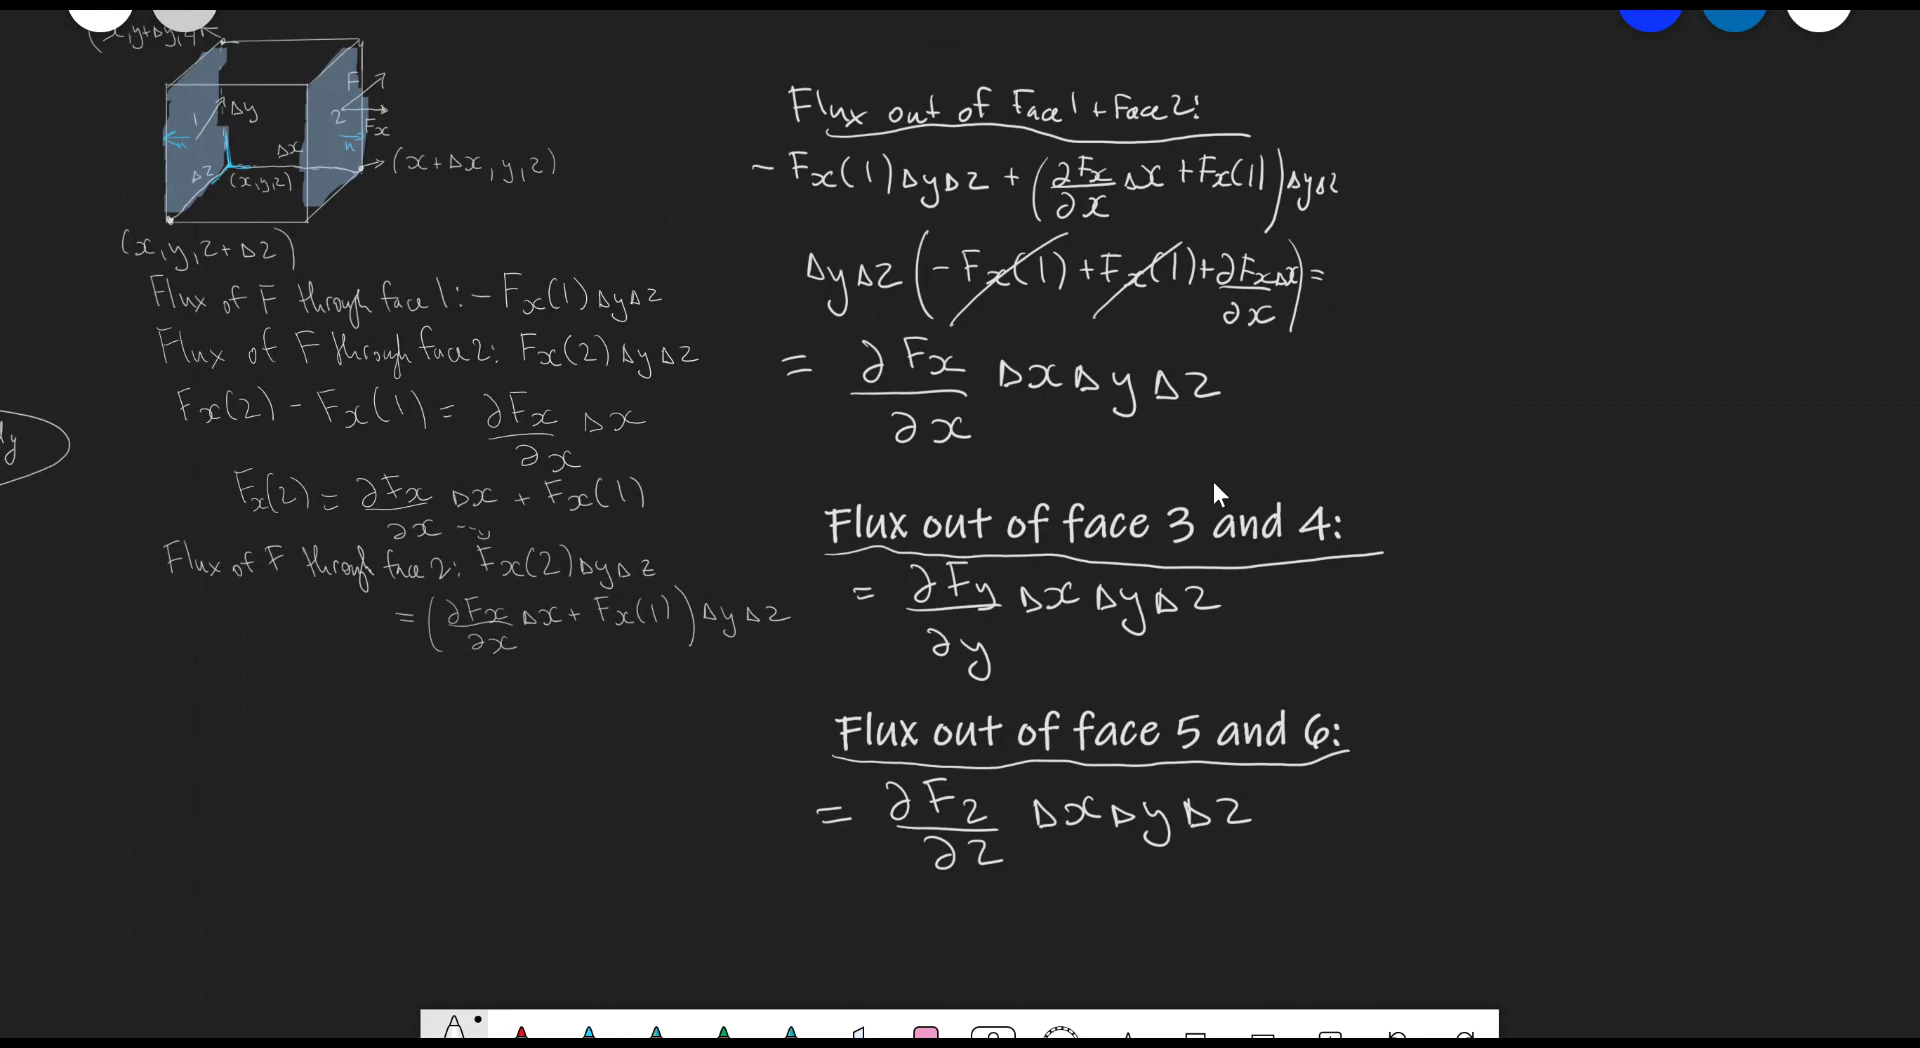 (x,y+Δy,z)
F
Δy
1
2
Fx
n
n
Δx
Δz
(x,y,z)
(x+Δx,y,z)
(x,y,z+Δz)
Flux of F through face 1: - Fx(1)ΔyΔz
Flux of F through face 2: Fx(2)ΔyΔz
Fx(2) - Fx(1) = ∂Fx/∂x Δx
Fx(2) = ∂Fx/∂x Δx + Fx(1)
Flux of F through face 2: Fx(2)ΔyΔz
= (∂Fx/∂x Δx + Fx(1)) ΔyΔz
Flux out of Face 1 + Face 2:
- Fx(1)ΔyΔz + (∂Fx/∂x Δx + Fx(1)) ΔyΔz
ΔyΔz (-Fx(1) + Fx(1) + ∂Fx/∂x Δx) =
= ∂Fx/∂x ΔxΔyΔz
Flux out of face 3 and 4:
= ∂Fy/∂y ΔxΔyΔz
Flux out of face 5 and 6:
= ∂Fz/∂z ΔxΔyΔz